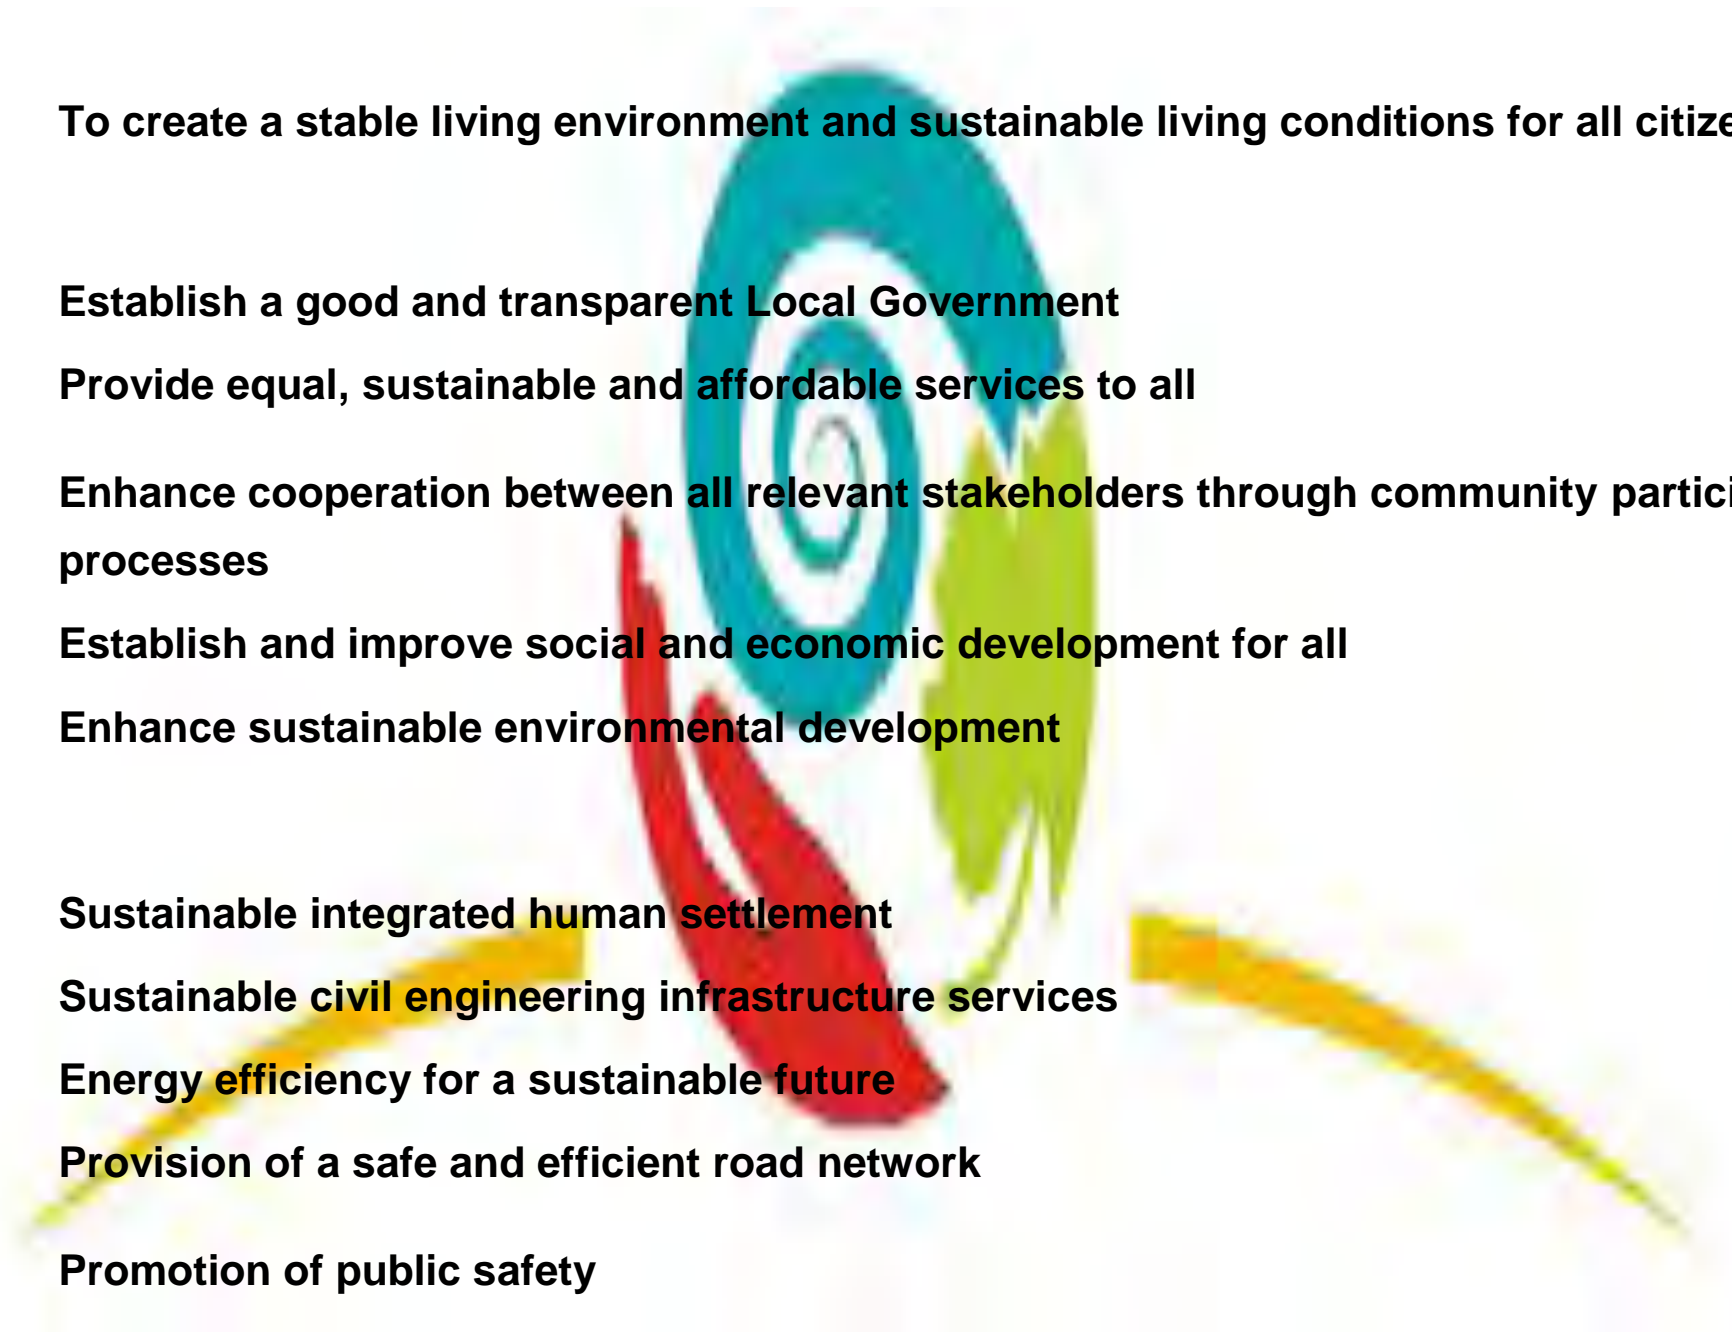 To create a stable living environment and sustainable living conditions for all
Establish a good and transparent Local Government
Provide equal, sustainable and affordable services to all
Enhance cooperation between all relevant stakeholders through community
processes
Establish and improve social and economic development for all
Enhance sustainable environmental development
Sustainable integrated human settlement
Sustainable civil engineering infrastructure services
Energy efficiency for a sustainable future
Provision of a safe and efficient road network
Promotion of public safety